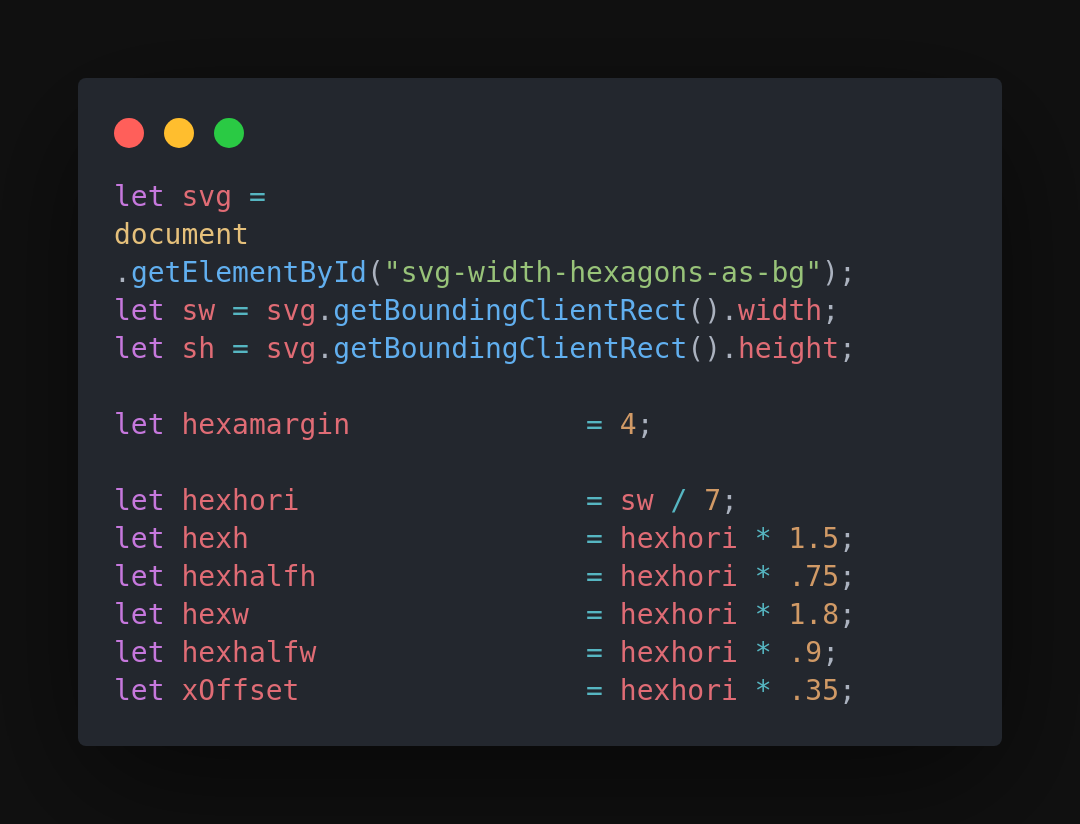 let svg =
document
.getElementById("svg-width-hexagons-as-bg");
let sw = svg.getBoundingClientRect().width;
let sh = svg.getBoundingClientRect().height;

let hexamargin              = 4;

let hexhori                 = sw / 7;
let hexh                    = hexhori * 1.5;
let hexhalfh                = hexhori * .75;
let hexw                    = hexhori * 1.8;
let hexhalfw                = hexhori * .9;
let xOffset                 = hexhori * .35;